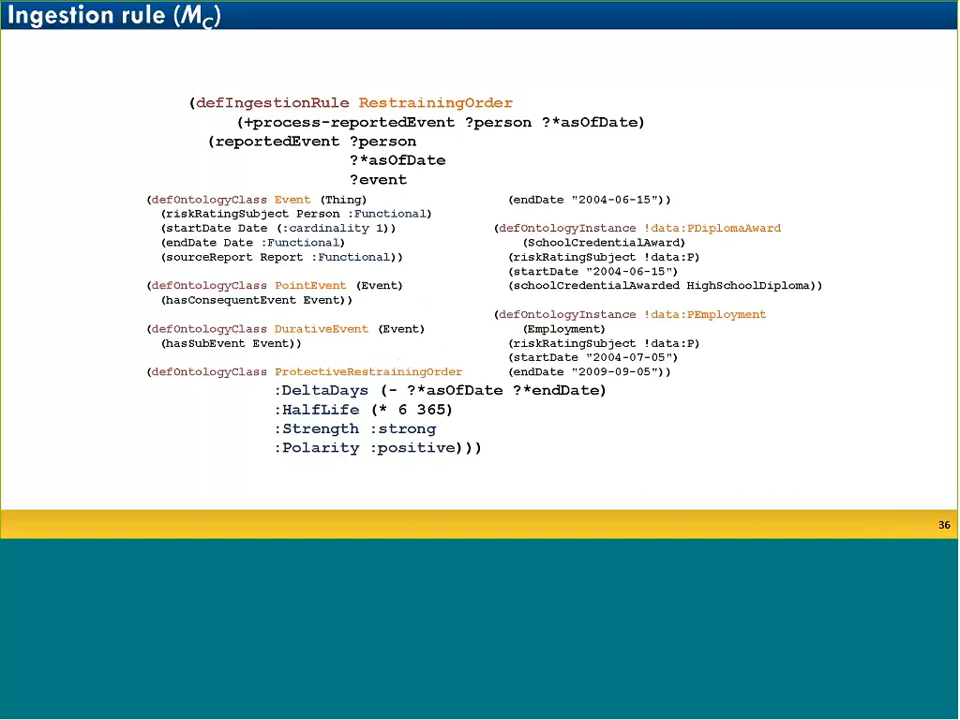 Ingestion rule (MC)
(defIngestionRule RestrainingOrder
(+process-reportedEvent ?person ?*asOfDate)
(reportedEvent ?person
?*asOfDate
?event
(defOntologyClass Event (Thing)
(riskRatingSubject Person :Functional)
(startDate Date (:cardinality 1))
(endDate Date :Functional)
(sourceReport Report :Functional))
(defOntologyClass PointEvent (Event)
(hasConsequentEvent Event))
(defOntologyClass DurativeEvent (Event)
(hasSubEvent Event))
(defOntologyClass ProtectiveRestrainingOrder
(endDate "2004-06-15"))
(defOntologyInstance !data:PDiplomaAward
(SchoolCredentialAward)
(riskRatingSubject !data:P)
(startDate "2004-06-15")
(schoolCredentialAwarded HighSchoolDiploma))
(defOntologyInstance !data:PEmployment
(Employment)
(riskRatingSubject !data:P)
(startDate "2004-07-05")
(endDate "2009-09-05"))
:DeltaDays (- ?*asOfDate ?*endDate)
:HalfLife (* 6 365)
:Strength :strong
:Polarity :positive)))
36